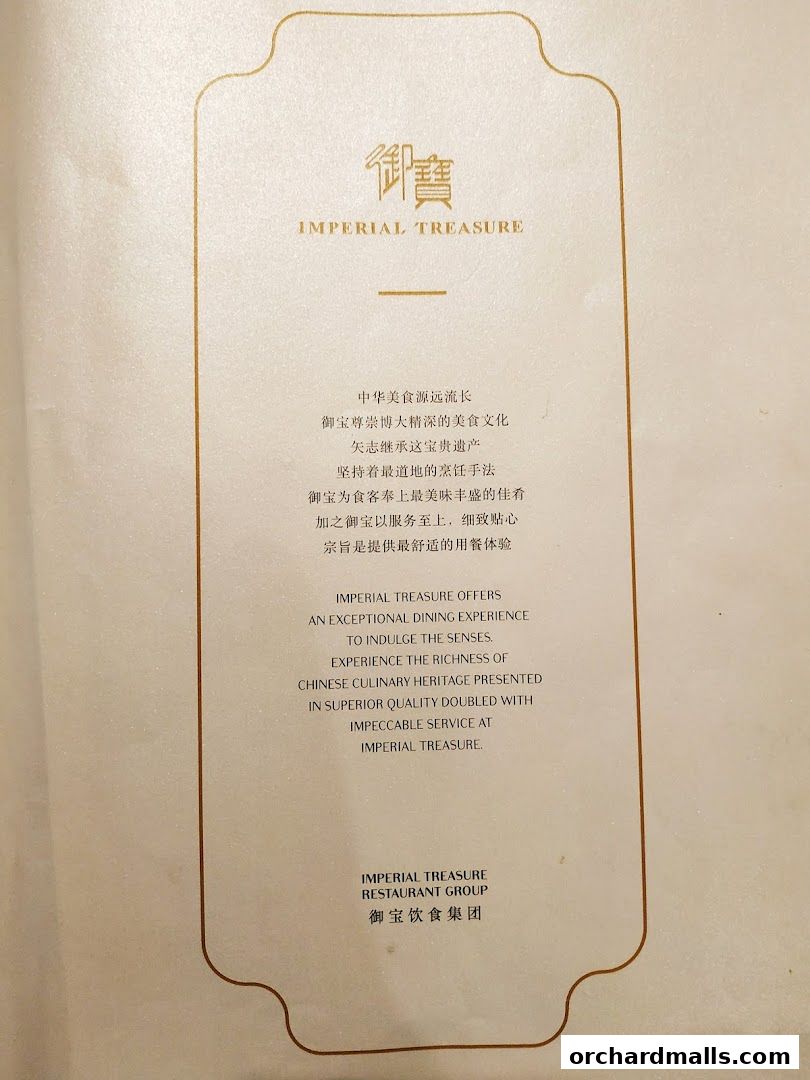 御寶
IMPERIAL TREASURE
中华美食源远流长
御宝尊崇博大精深的美食文化
矢志继承这宝贵遗产
坚持着最道地的烹饪手法
御宝为食客奉上最美味丰盛的佳肴
加之御宝以服务至上，细致贴心
宗旨是提供最舒适的用餐体验
IMPERIAL TREASURE OFFERS
AN EXCEPTIONAL DINING EXPERIENCE
TO INDULGE THE SENSES.
EXPERIENCE THE RICHNESS OF
CHINESE CULINARY HERITAGE PRESENTED
IN SUPERIOR QUALITY DOUBLED WITH
IMPECCABLE SERVICE AT
IMPERIAL TREASURE.
IMPERIAL TREASURE
RESTAURANT GROUP
御宝饮食集团
orchardmalls.com